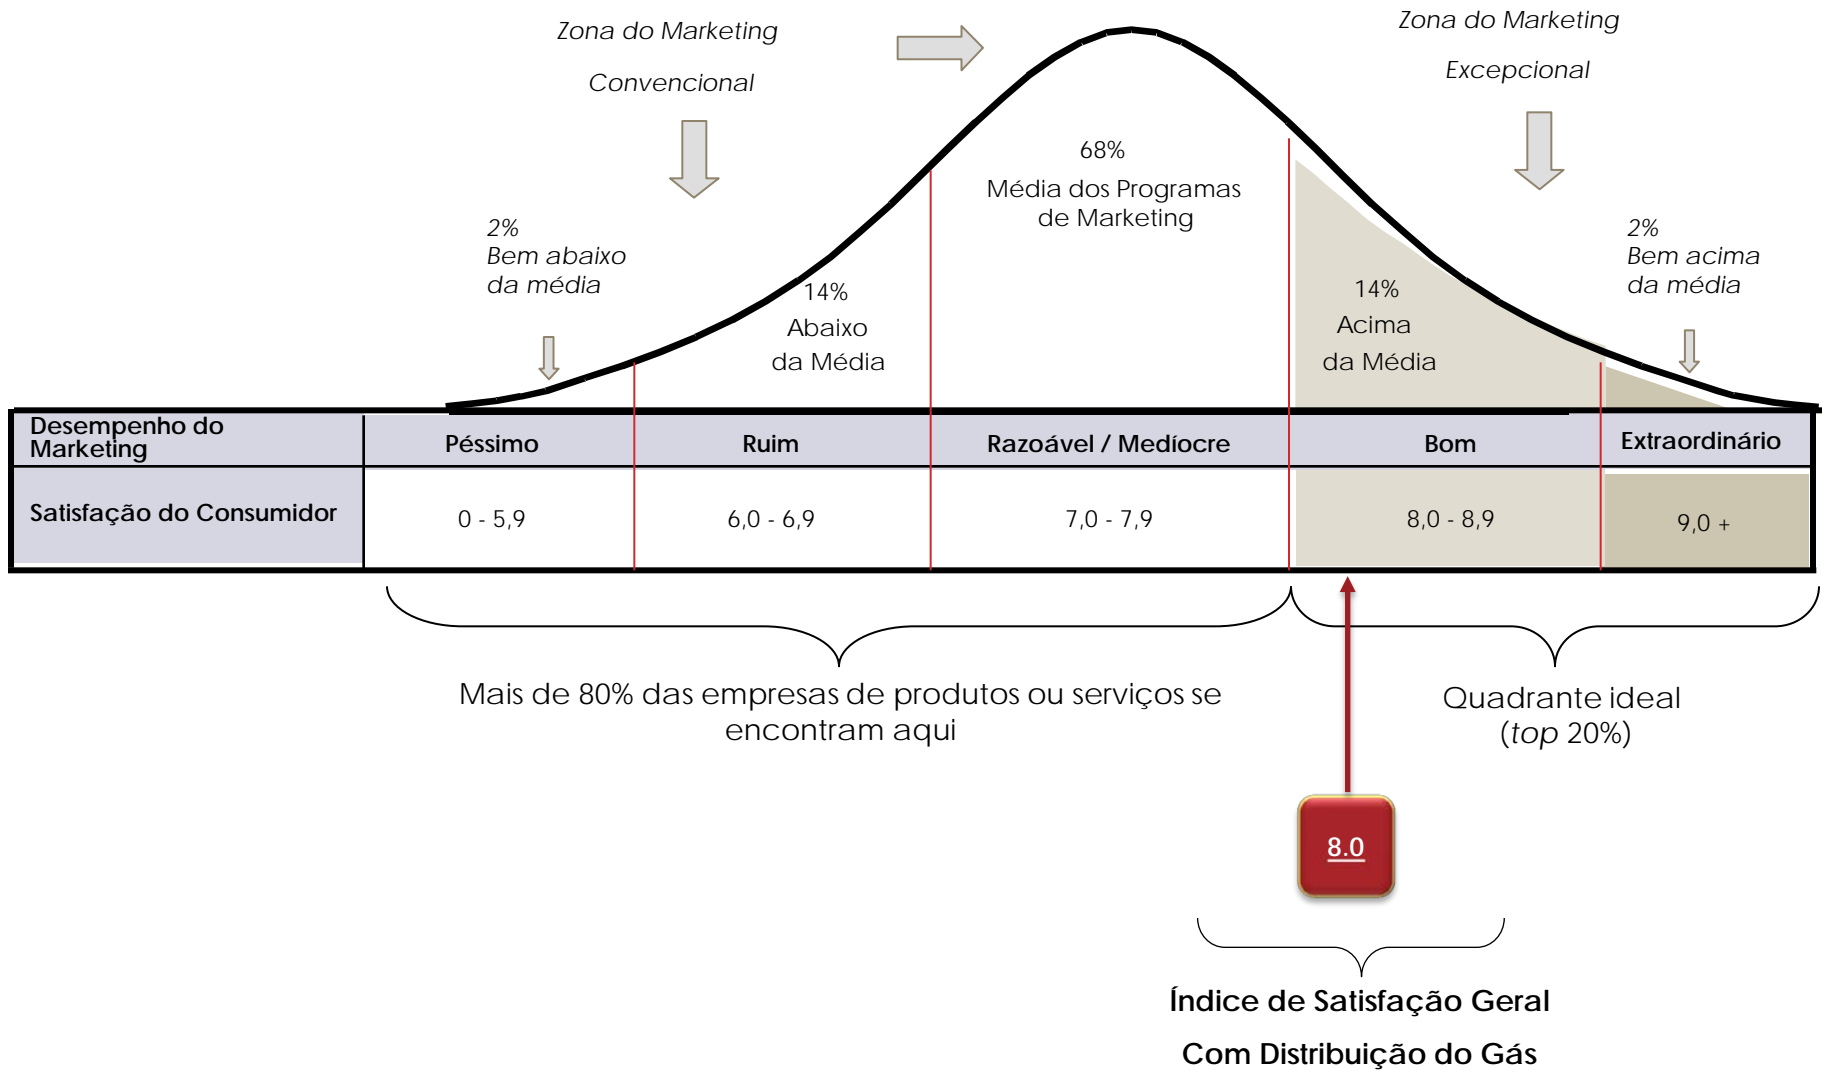 Zona do Marketing
Convencional
Zona do Marketing
Excepcional
68%
Média dos Programas
de Marketing
2%
Bem abaixo
da média
14%
Abaixo
da Média
14%
Acima
da Média
2%
Bem acima
da média
Desempenho do
Marketing
Péssimo
Ruim
Razoável / Medíocre
Bom
Extraordinário
Satisfação do Consumidor
0 - 5,9
6,0 - 6,9
7,0 - 7,9
8,0 - 8,9
9,0 +
Mais de 80% das empresas de produtos ou serviços se
encontram aqui
Quadrante ideal
(top 20%)
8.0
Índice de Satisfação Geral
Com Distribuição do Gás